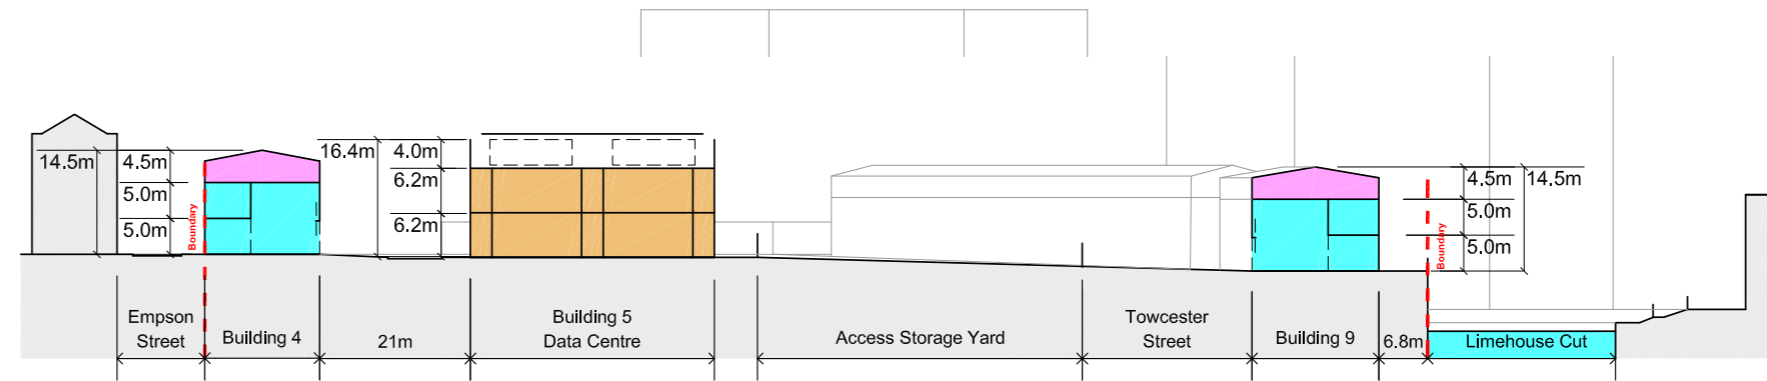 14.5m
4.5m
5.0m
5.0m
Boundary
16.4m
4.0m
6.2m
6.2m
4.5m
14.5m
5.0m
5.0m
Boundary
Empson
Street
Building 4
21m
Building 5
Data Centre
Access Storage Yard
Towcester
Street
Building 9
6.8m
Limehouse Cut